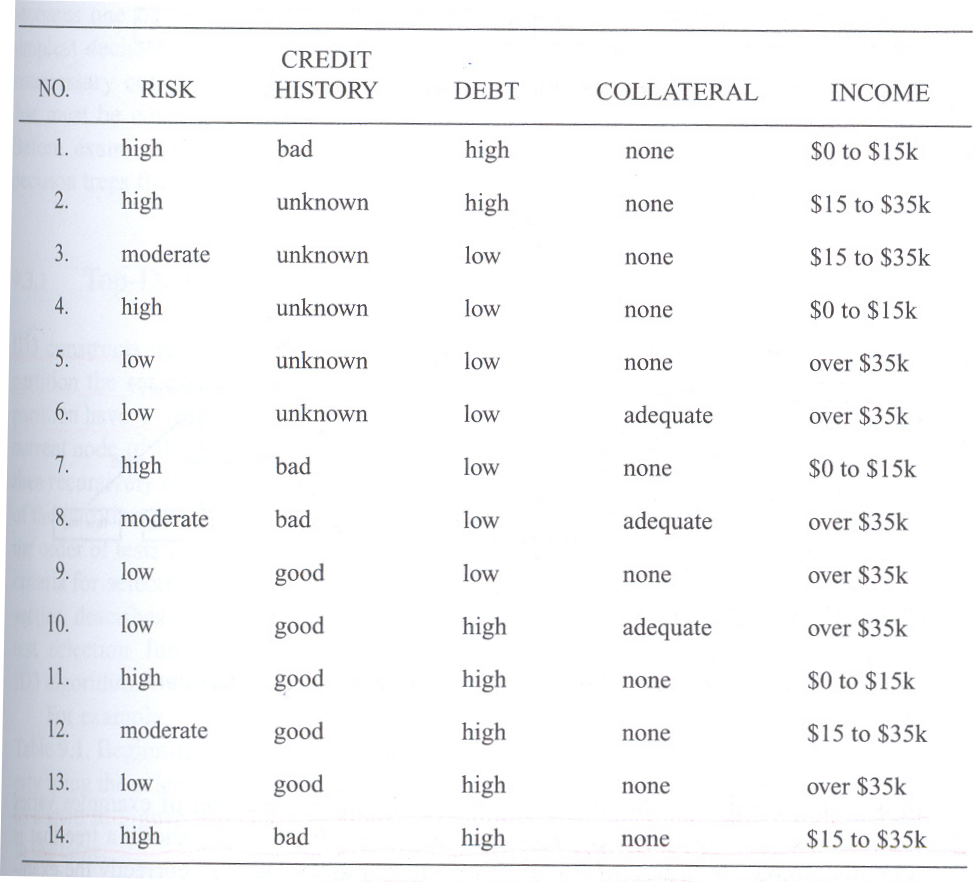 CREDIT
NO. RISK HISTORY DEBT COLLATERAL INCOME
1. high bad high none $0 to $15k
2. high unknown high none $15 to $35k
3. moderate unknown low none $15 to $35k
4. high unknown low none $0 to $15k
5. low unknown low none over $35k
6. low unknown low adequate over $35k
7. high bad low none $0 to $15k
8. moderate bad low adequate over $35k
9. low good low none over $35k
10. low good high adequate over $35k
11. high good high none $0 to $15k
12. moderate good high none $15 to $35k
13. low good high none over $35k
14. high bad high none $15 to $35k